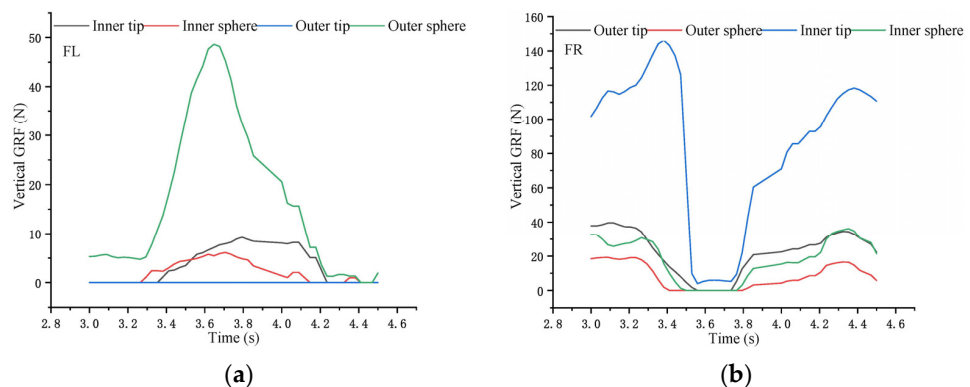 Inner tip Inner sphere Outer tip Outer sphere
FL
Vertical GRF (N)
50
40
30
20
10
0
2.8 3.0 3.2 3.4 3.6 3.8 4.0 4.2 4.4 4.6
Time (s)
(a)
Outer tip Outer sphere Inner tip Inner sphere
FR
Vertical GRF (N)
160
140
120
100
80
60
40
20
0
2.8 3.0 3.2 3.4 3.6 3.8 4.0 4.2 4.4 4.6
Time (s)
(b)